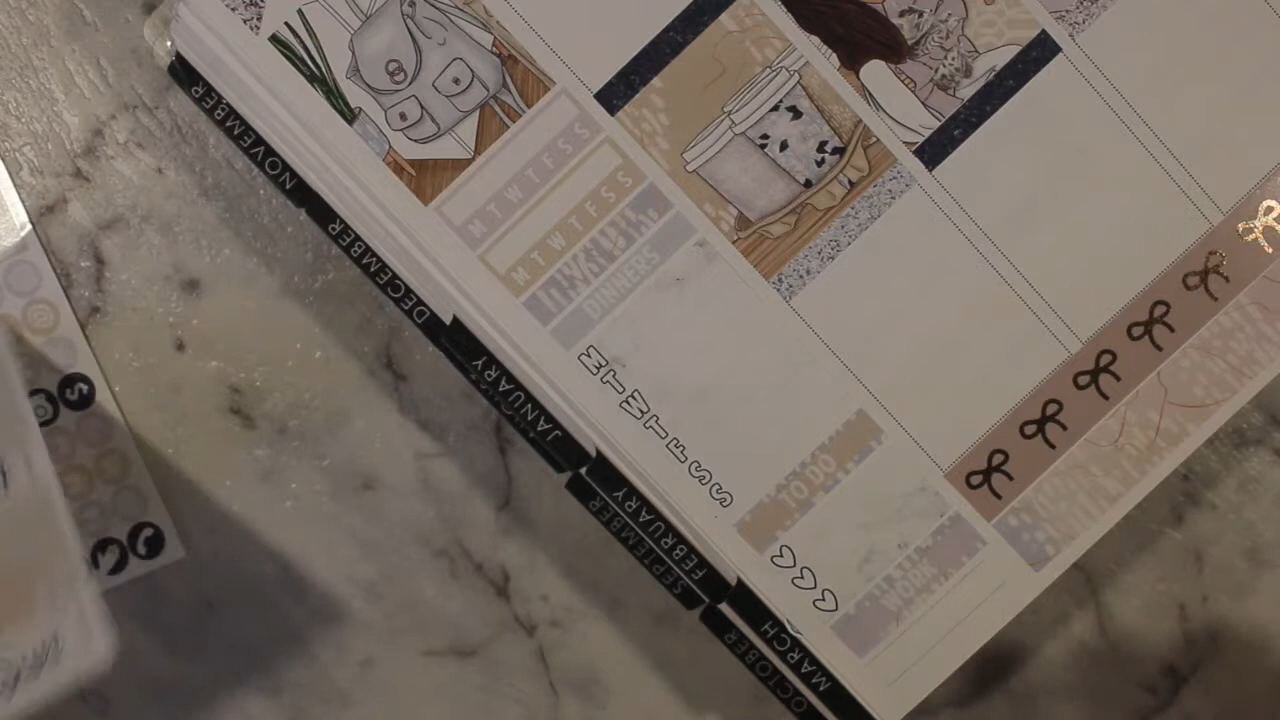 NOVEMBER
DECEMBER
JANUARY
FEBRUARY
SEPTEMBER
MARCH
OCTOBER
M T W T F S S
M T W T F S S
DINNERS
M T W T F S S
TO DO
WORK
$